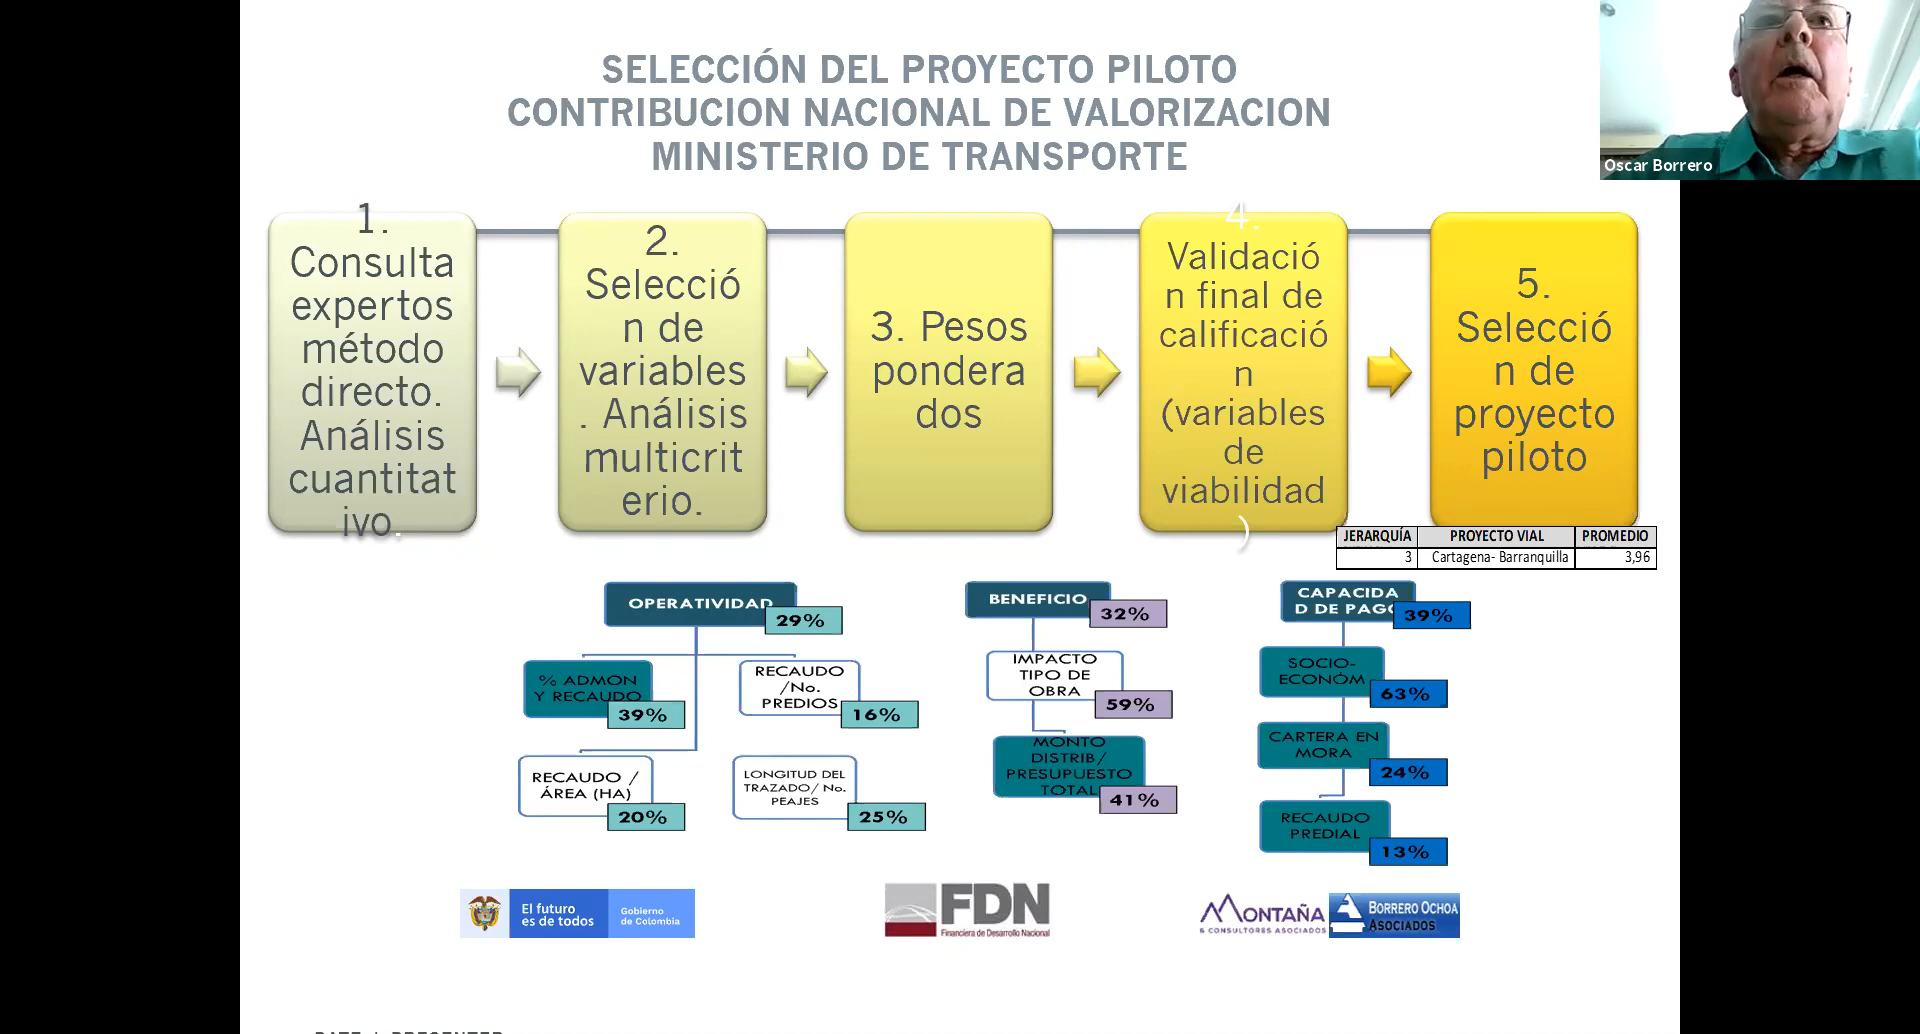 SELECCIÓN DEL PROYECTO PILOTO
CONTRIBUCION NACIONAL DE VALORIZACION
MINISTERIO DE TRANSPORTE
Oscar Borrero
1.
Consulta
expertos
método
directo.
Análisis
cuantitat
ivo.
2.
Selecció
n de
variables
. Análisis
multicrit
erio.
3. Pesos
pondera
dos
4.
Validació
n final de
calificació
n
(variables
de
viabilidad
)
5.
Selecció
n de
proyecto
piloto
JERARQUÍA PROYECTO VIAL PROMEDIO
3 Cartagena- Barranquilla 3,96
OPERATIVIDAD
29%
% ADMON
Y RECAUDO
39%
RECAUDO
/No.
PREDIOS
16%
RECAUDO /
ÁREA (HA)
20%
LONGITUD DEL
TRAZADO/ No.
PEAJES
25%
BENEFICIO
32%
IMPACTO
TIPO DE
OBRA
59%
MONTO
DISTRIB/
PRESUPUESTO
TOTAL
41%
CAPACIDA
D DE PAGO
39%
SOCIO-
ECONÓM
63%
CARTERA EN
MORA
24%
RECAUDO
PREDIAL
13%
El futuro
es de todos
Gobierno
de Colombia
FDN
Financiera de Desarrollo Nacional
MONTAÑA
& CONSULTORES ASOCIADOS
BORRERO OCHOA
ASOCIADOS
DATE | PRESENTER